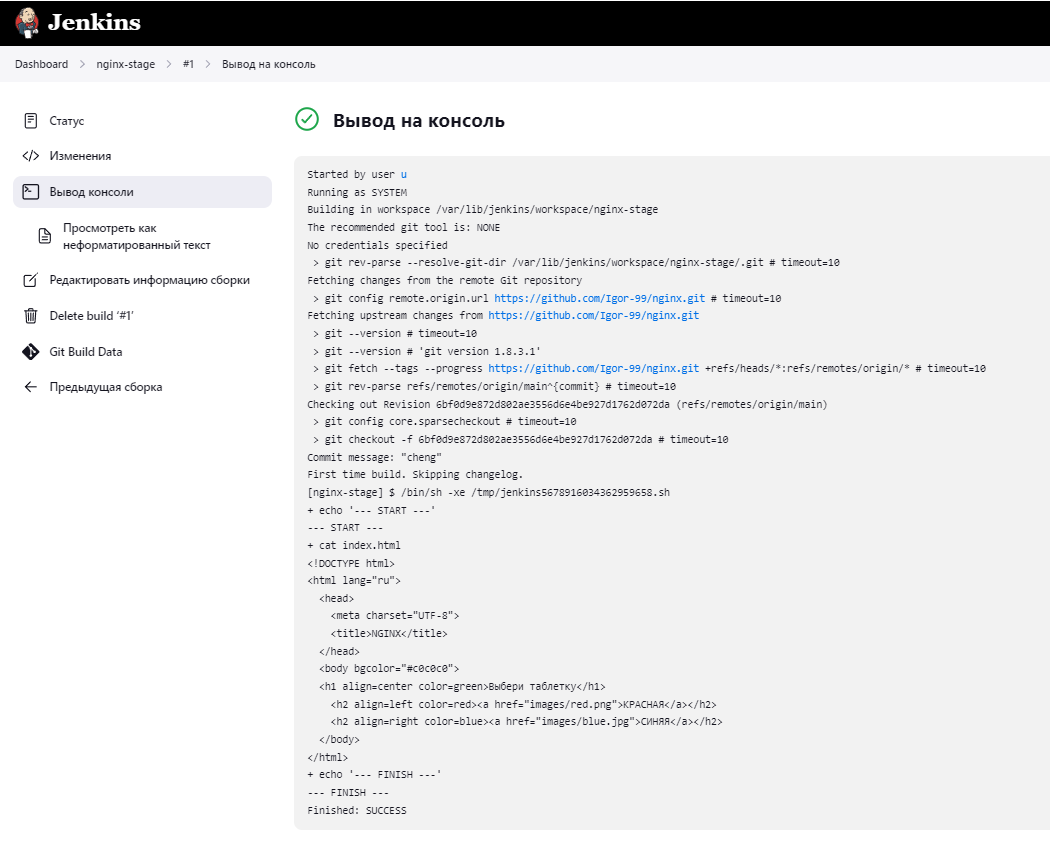 Jenkins
Dashboard > nginx-stage > #1 > Вывод на консоль
Статус
Изменения
Вывод консоли
Просмотреть как
неформатированный текст
Редактировать информацию сборки
Delete build ‘#1’
Git Build Data
Предыдущая сборка
Вывод на консоль
Started by user u
Running as SYSTEM
Building in workspace /var/lib/jenkins/workspace/nginx-stage
The recommended git tool is: NONE
No credentials specified
 > git rev-parse --resolve-git-dir /var/lib/jenkins/workspace/nginx-stage/.git # timeout=10
Fetching changes from the remote Git repository
 > git config remote.origin.url https://github.com/Igor-99/nginx.git # timeout=10
Fetching upstream changes from https://github.com/Igor-99/nginx.git
 > git --version # timeout=10
 > git --version # 'git version 1.8.3.1'
 > git fetch --tags --progress https://github.com/Igor-99/nginx.git +refs/heads/*:refs/remotes/origin/* # timeout=10
 > git rev-parse refs/remotes/origin/main^{commit} # timeout=10
Checking out Revision 6bf0d9e872d802ae3556d6e4be927d1762d072da (refs/remotes/origin/main)
 > git config core.sparsecheckout # timeout=10
 > git checkout -f 6bf0d9e872d802ae3556d6e4be927d1762d072da # timeout=10
Commit message: "cheng"
First time build. Skipping changelog.
[nginx-stage] $ /bin/sh -xe /tmp/jenkins5678916034362959658.sh
+ echo '--- START ---'
--- START ---
+ cat index.html
<!DOCTYPE html>
<html lang="ru">
  <head>
    <meta charset="UTF-8">
    <title>NGINX</title>
  </head>
  <body bgcolor="#c0c0c0">
  <h1 align=center color=green>Выбери таблетку</h1>
    <h2 align=left color=red><a href="images/red.png">КРАСНАЯ</a></h2>
    <h2 align=right color=blue><a href="images/blue.jpg">СИНЯЯ</a></h2>
  </body>
</html>
+ echo '--- FINISH ---'
--- FINISH ---
Finished: SUCCESS